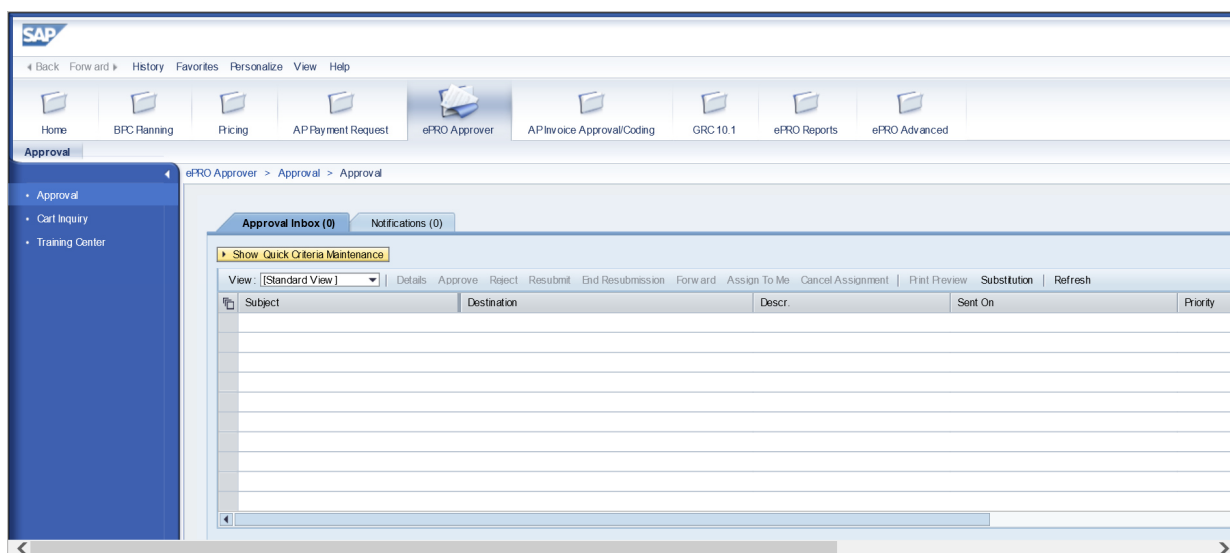 SAP
Back Forward History Favorites Personalize View Help
Home BPC Planning Pricing AP Payment Request ePRO Approver AP Invoice Approval/Coding GRC 10.1 ePRO Reports ePRO Advanced
Approval
ePRO Approver > Approval > Approval
• Approval
• Cart Inquiry
• Training Center
Approval Inbox (0) Notifications (0)
Show Quick Criteria Maintenance
View: [Standard View] Details Approve Reject Resubmit End Resubmission Forward Assign To Me Cancel Assignment Print Preview Substitution Refresh
Subject Destination Descr. Sent On Priority